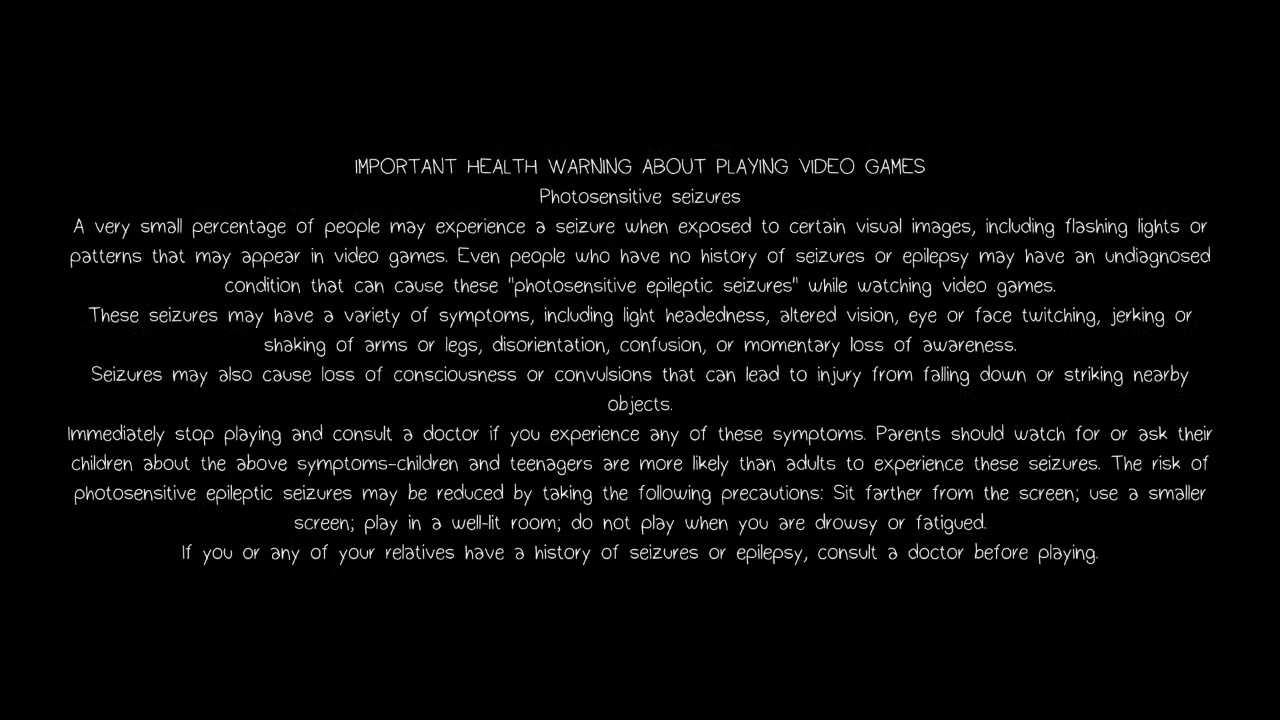 IMPORTANT HEALTH WARNING ABOUT PLAYING VIDEO GAMES
Photosensitive seizures
A very small percentage of people may experience a seizure when exposed to certain visual images, including flashing lights or
patterns that may appear in video games. Even people who have no history of seizures or epilepsy may have an undiagnosed
condition that can cause these "photosensitive epileptic seizures" while watching video games.
These seizures may have a variety of symptoms, including light headedness, altered vision, eye or face twitching, jerking or
shaking of arms or legs, disorientation, confusion, or momentary loss of awareness.
Seizures may also cause loss of consciousness or convulsions that can lead to injury from falling down or striking nearby
objects.
Immediately stop playing and consult a doctor if you experience any of these symptoms. Parents should watch for or ask their
children about the above symptoms-children and teenagers are more likely than adults to experience these seizures. The risk of
photosensitive epileptic seizures may be reduced by taking the following precautions: Sit farther from the screen; use a smaller
screen; play in a well-lit room; do not play when you are drowsy or fatigued.
If you or any of your relatives have a history of seizures or epilepsy, consult a doctor before playing.